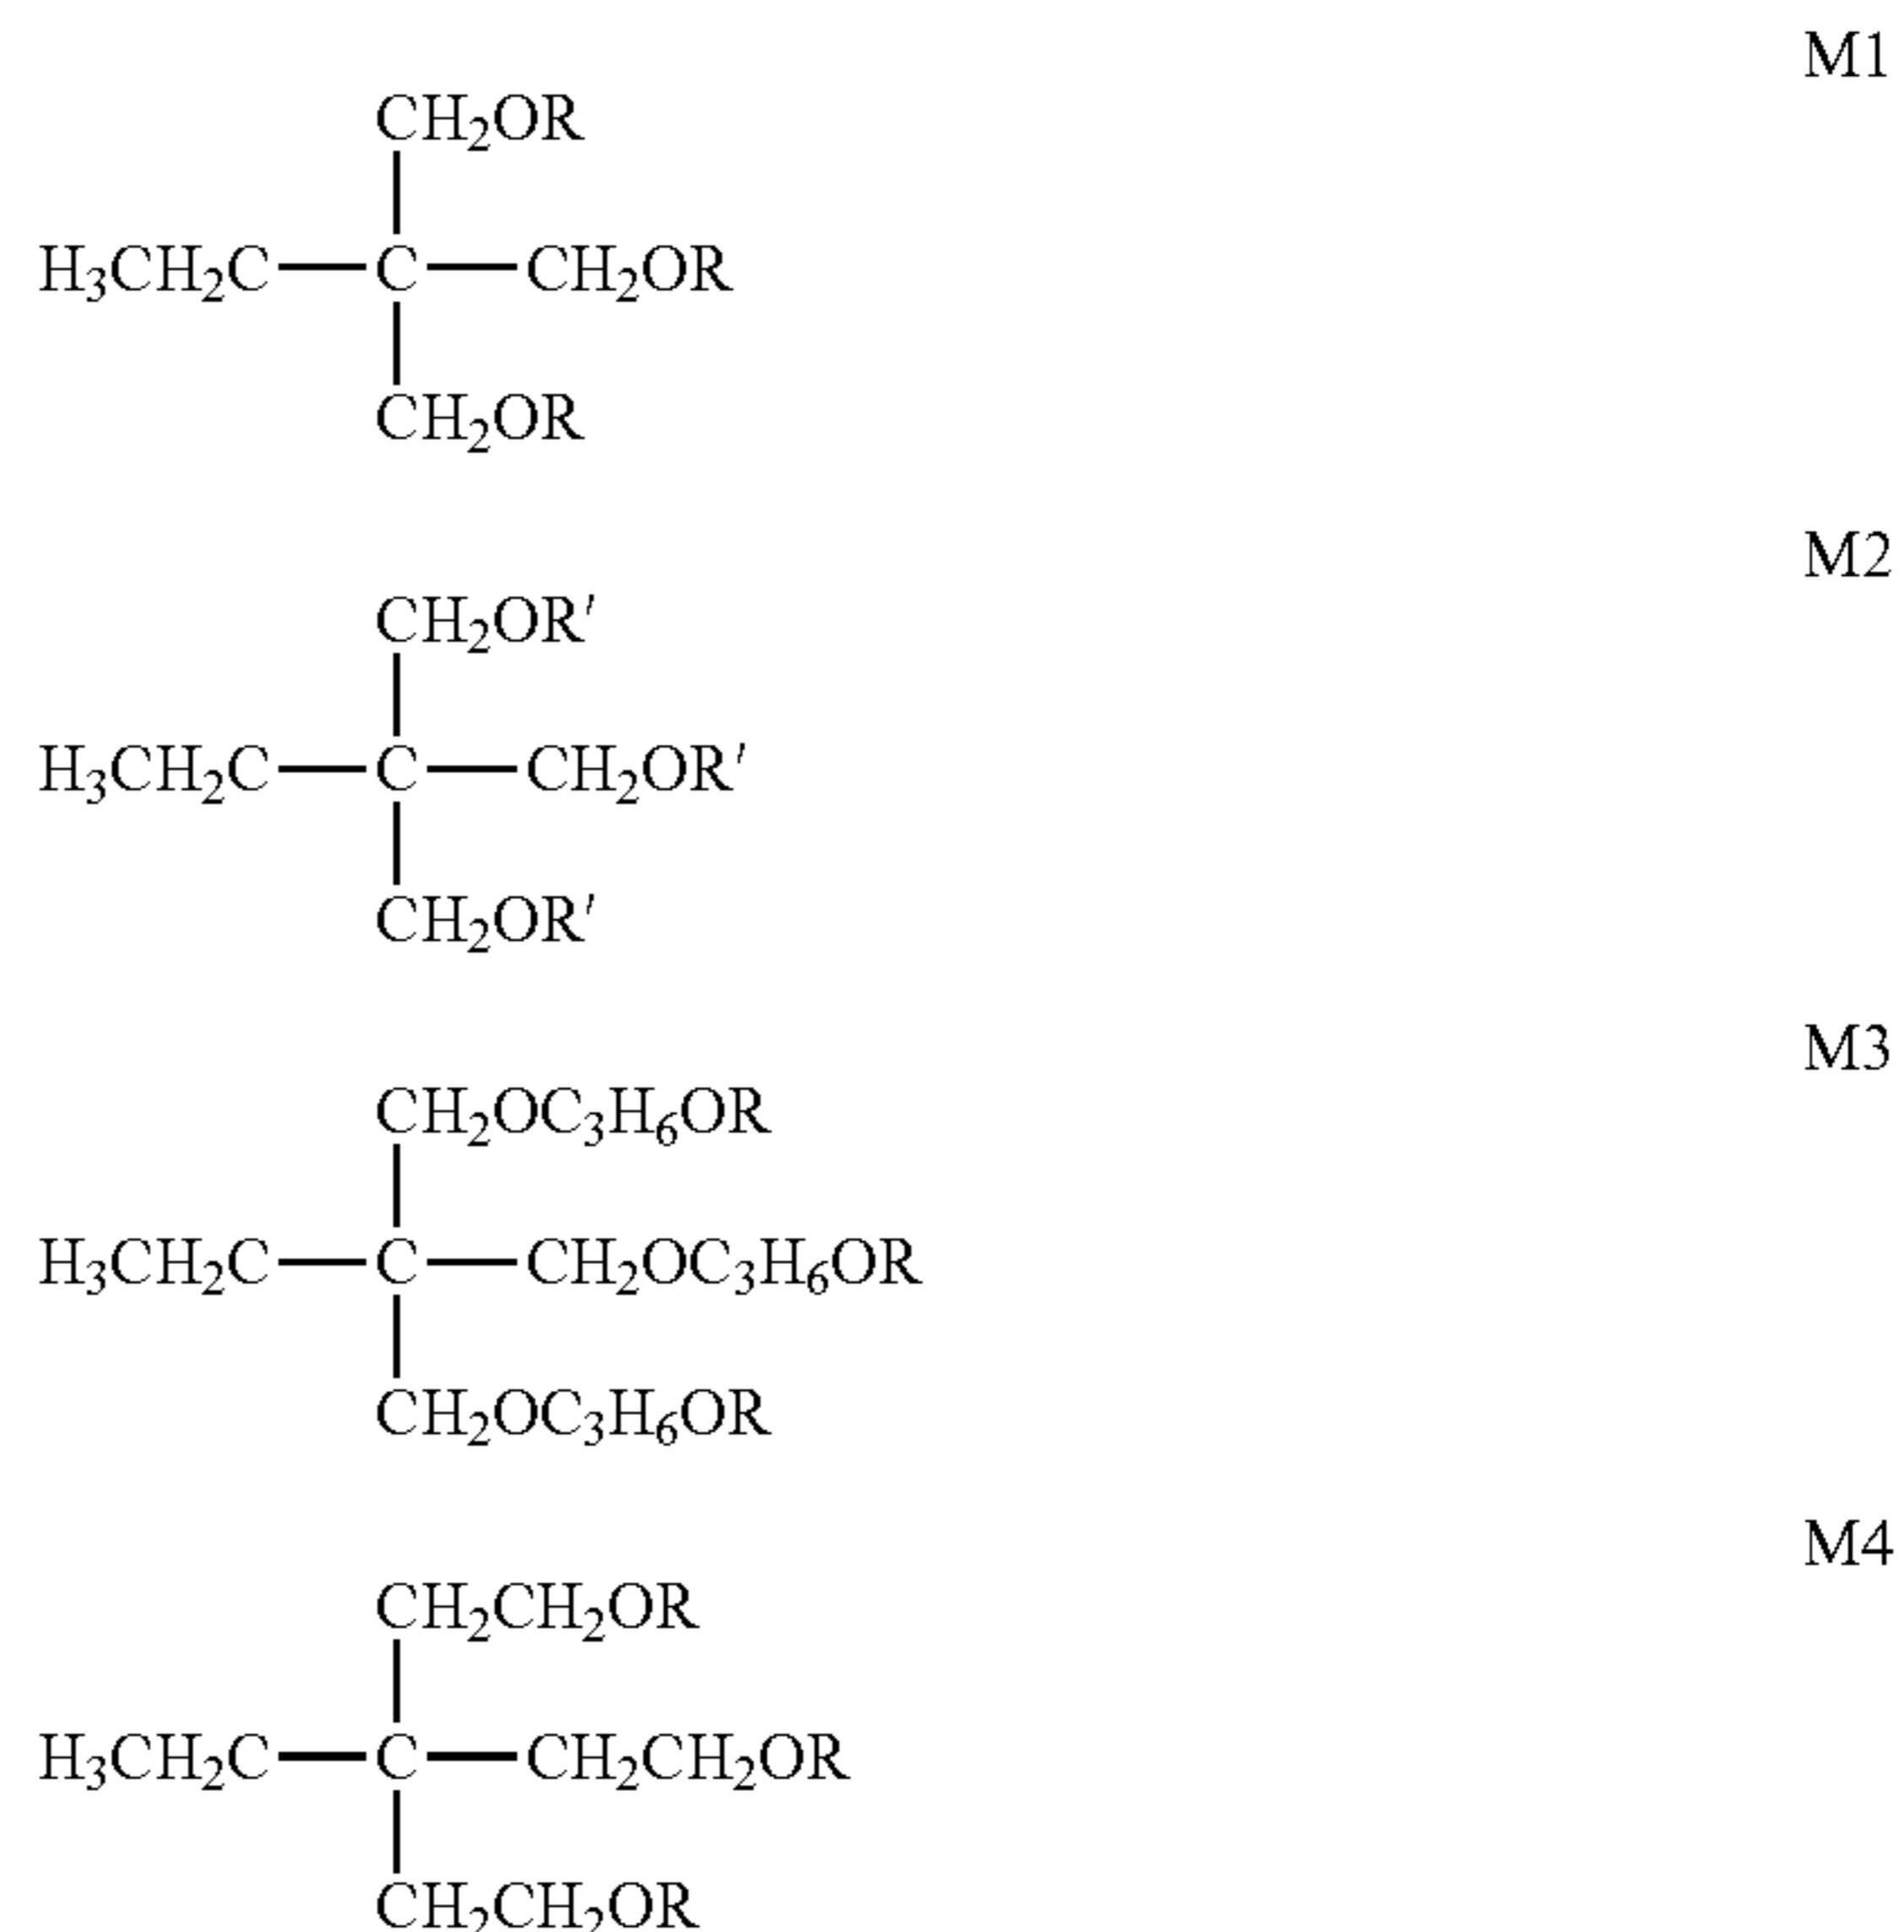 M1
CH₂OR
H₃CH₂C—C—CH₂OR
CH₂OR
M2
CH₂OR'
H₃CH₂C—C—CH₂OR'
CH₂OR'
M3
CH₂OC₃H₆OR
H₃CH₂C—C—CH₂OC₃H₆OR
CH₂OC₃H₆OR
M4
CH₂CH₂OR
H₃CH₂C—C—CH₂CH₂OR
CH₂CH₂OR